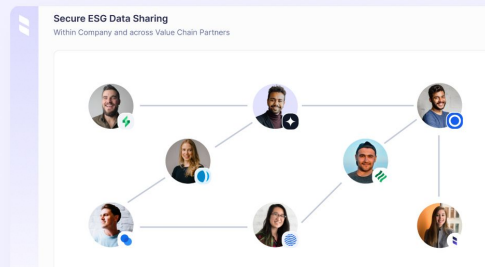 Secure ESG Data Sharing
Within Company and across Value Chain Partners